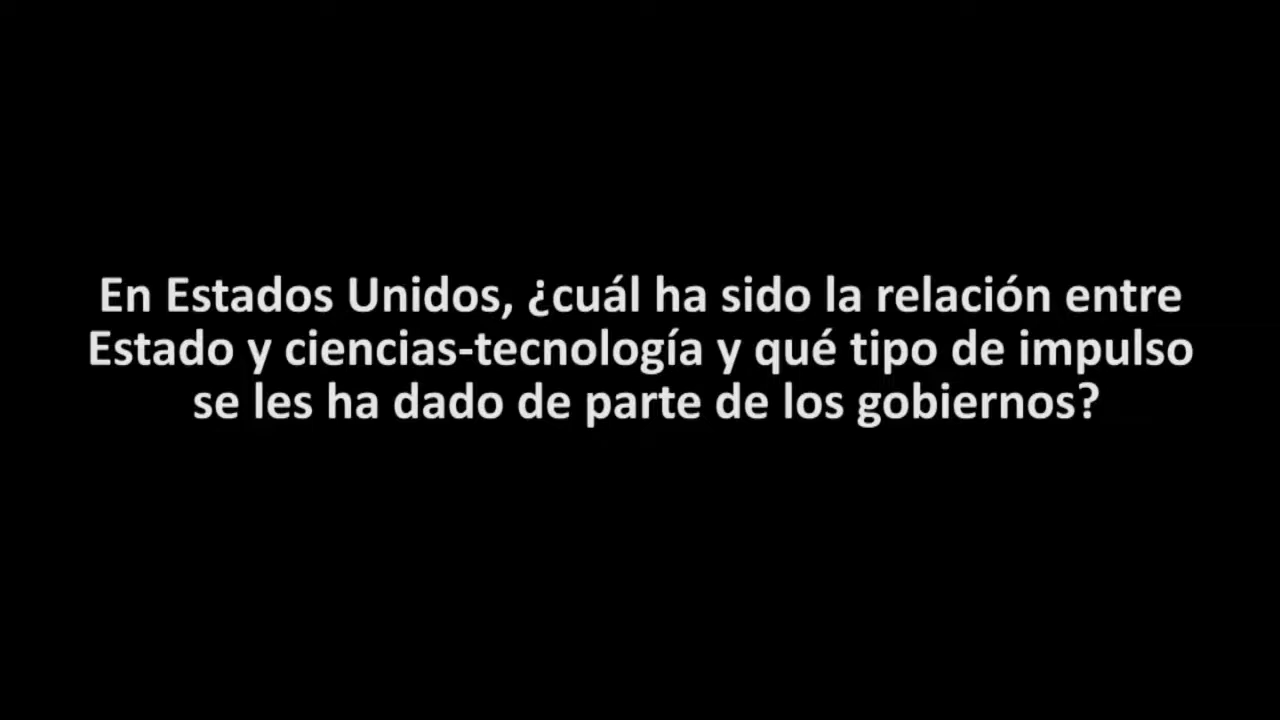 En Estados Unidos, ¿cuál ha sido la relación entre
Estado y ciencias-tecnología y qué tipo de impulso
se les ha dado de parte de los gobiernos?